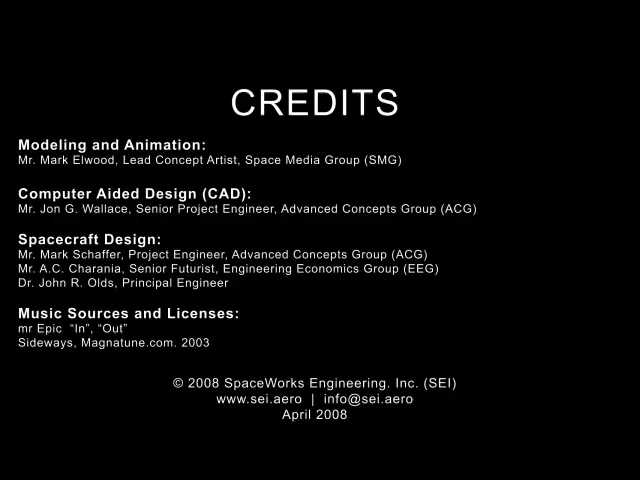 CREDITS
Modeling and Animation:
Mr. Mark Elwood, Lead Concept Artist, Space Media Group (SMG)
Computer Aided Design (CAD):
Mr. Jon G. Wallace, Senior Project Engineer, Advanced Concepts Group (ACG)
Spacecraft Design:
Mr. Mark Schaffer, Project Engineer, Advanced Concepts Group (ACG)
Mr. A.C. Charania, Senior Futurist, Engineering Economics Group (EEG)
Dr. John R. Olds, Principal Engineer
Music Sources and Licenses:
mr Epic “In”, “Out”
Sideways, Magnatune.com. 2003
© 2008 SpaceWorks Engineering. Inc. (SEI)
www.sei.aero | info@sei.aero
April 2008